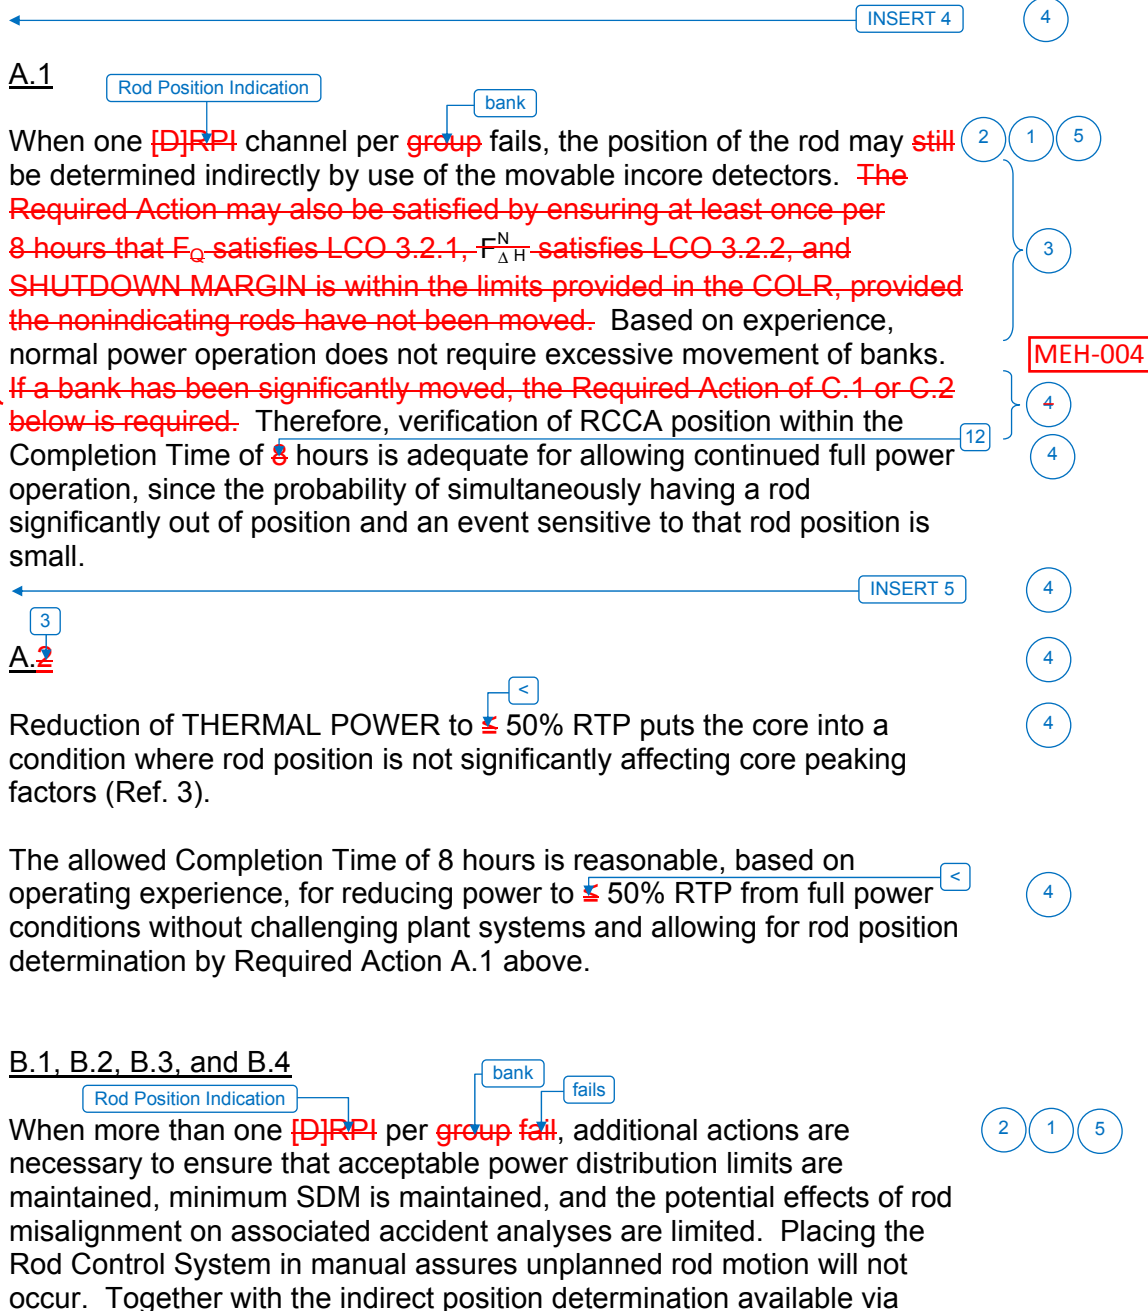 INSERT 4 4
A.1
Rod Position Indication
bank
When one [D]RPI channel per group fails, the position of the rod may still 2 1 5
be determined indirectly by use of the movable incore detectors. The
Required Action may also be satisfied by ensuring at least once per
8 hours that FQ satisfies LCO 3.2.1, FNΔH satisfies LCO 3.2.2, and 3
SHUTDOWN MARGIN is within the limits provided in the COLR, provided
the nonindicating rods have not been moved. Based on experience,
normal power operation does not require excessive movement of banks. MEH-004
If a bank has been significantly moved, the Required Action of C.1 or C.2 4
below is required. Therefore, verification of RCCA position within the
12
Completion Time of 8 hours is adequate for allowing continued full power 4
operation, since the probability of simultaneously having a rod
significantly out of position and an event sensitive to that rod position is
small.
INSERT 5 4
3
A.2 4
<
Reduction of THERMAL POWER to ≤ 50% RTP puts the core into a 4
condition where rod position is not significantly affecting core peaking
factors (Ref. 3).
The allowed Completion Time of 8 hours is reasonable, based on
<
operating experience, for reducing power to ≤ 50% RTP from full power 4
conditions without challenging plant systems and allowing for rod position
determination by Required Action A.1 above.
B.1, B.2, B.3, and B.4
bank
Rod Position Indication fails
When more than one [D]RPI per group fail, additional actions are 2 1 5
necessary to ensure that acceptable power distribution limits are
maintained, minimum SDM is maintained, and the potential effects of rod
misalignment on associated accident analyses are limited. Placing the
Rod Control System in manual assures unplanned rod motion will not
occur. Together with the indirect position determination available via